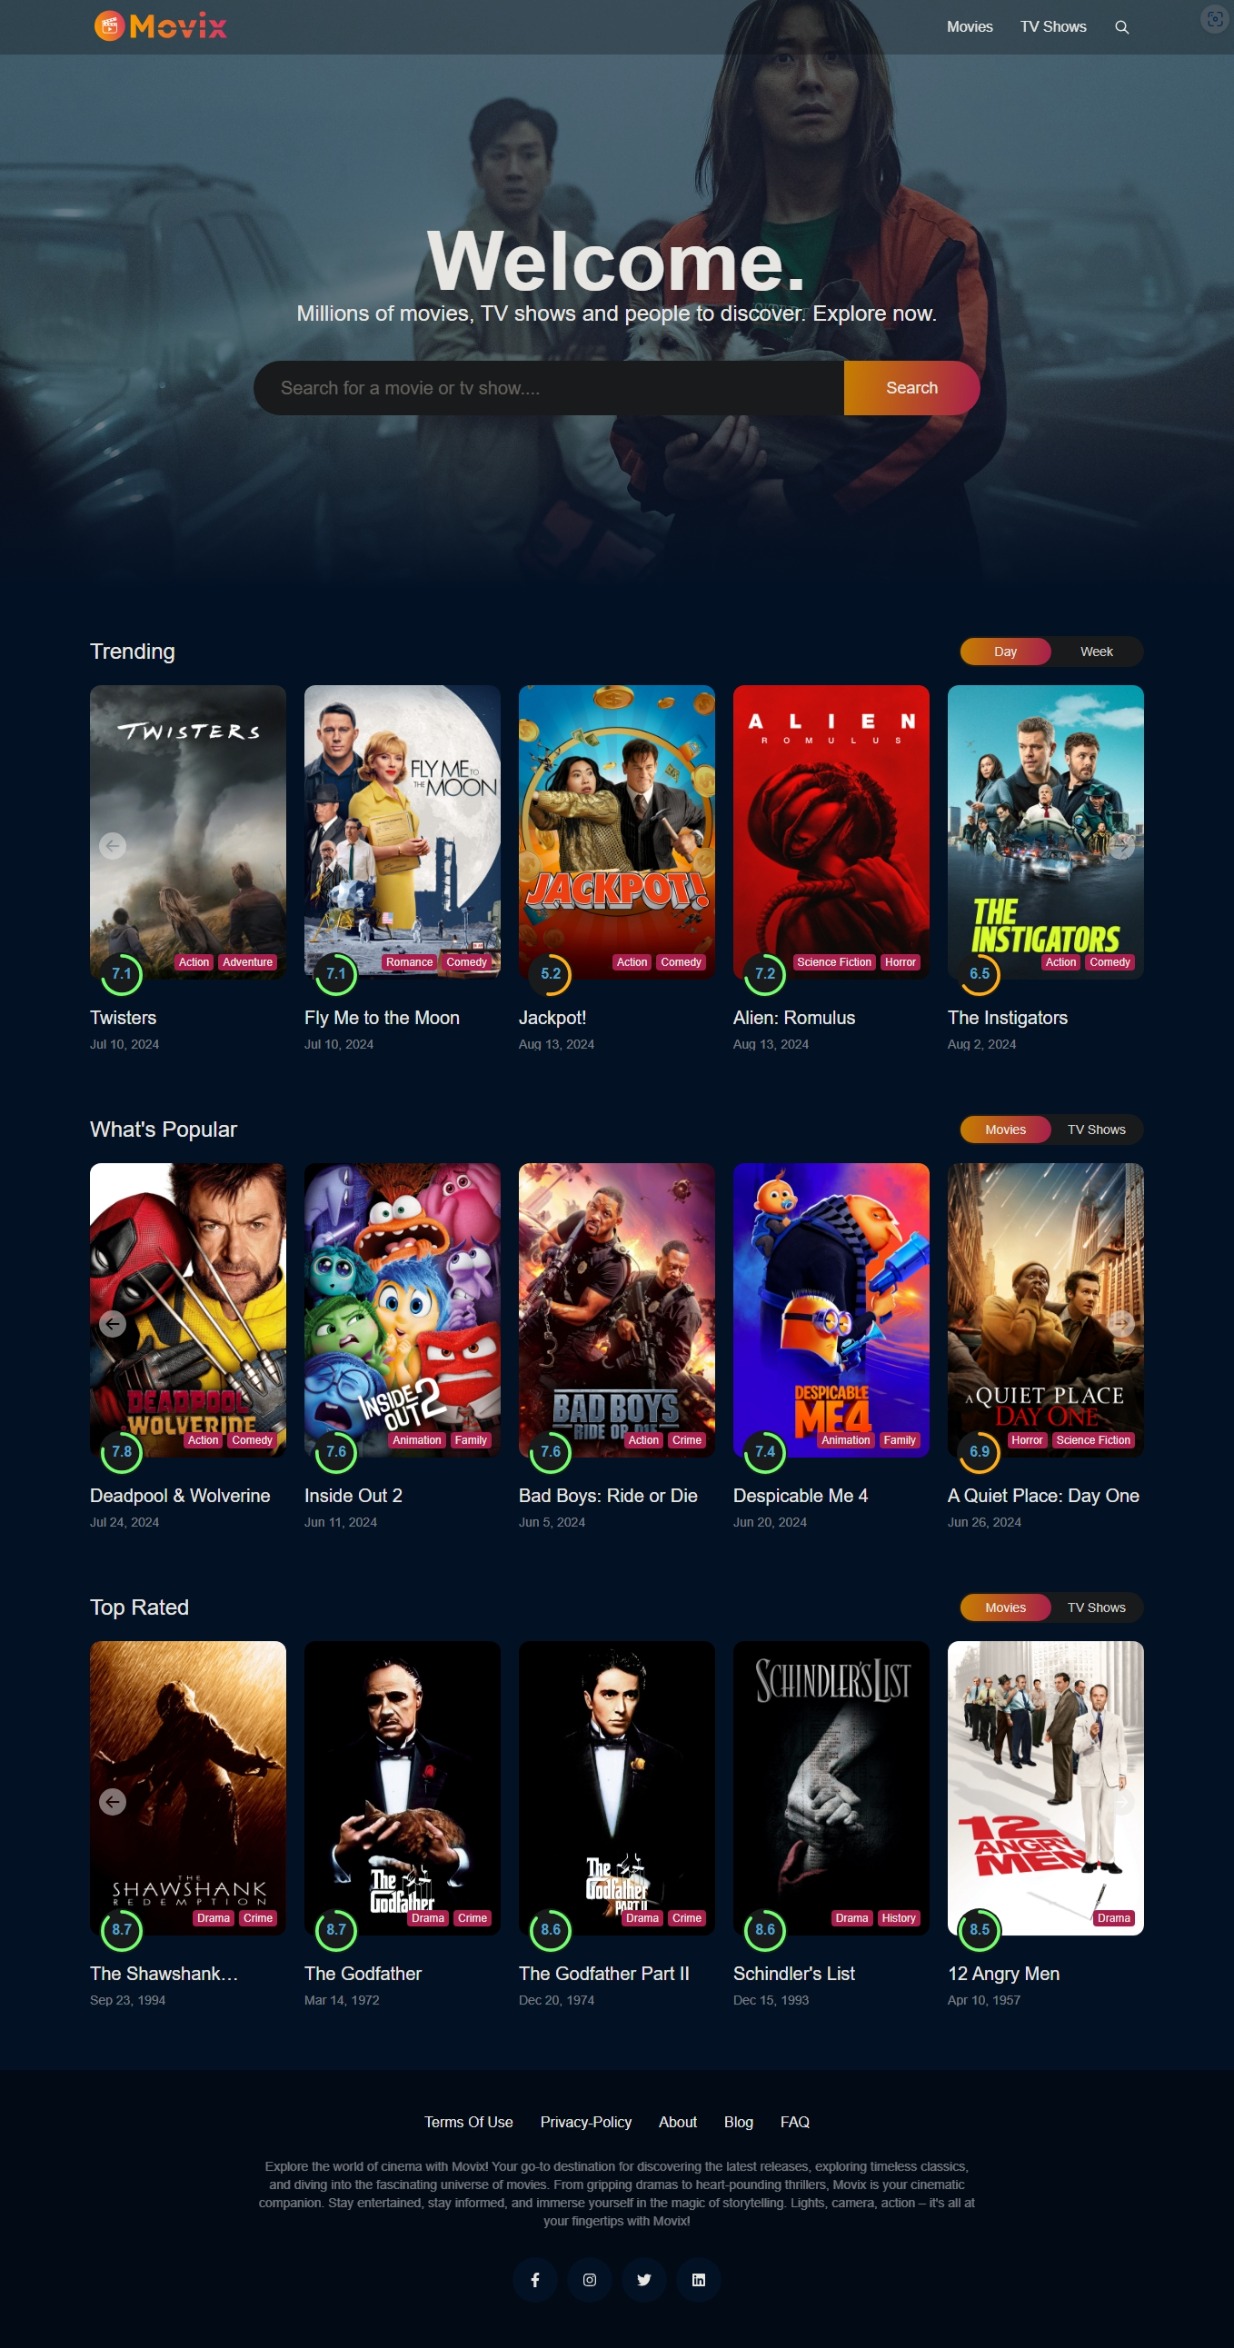 Movix
Movies TV Shows
Welcome.
Millions of movies, TV shows and people to discover. Explore now.
Search for a movie or tv show....
Search
Trending
Day Week
TWISTERS
7.1
Action Adventure
Twisters
Jul 10, 2024
FLY ME TO
THE MOON
7.1
Romance Comedy
Fly Me to the Moon
Jul 10, 2024
JACKPOT!
5.2
Action Comedy
Jackpot!
Aug 13, 2024
ALIEN
ROMULUS
7.2
Science Fiction Horror
Alien: Romulus
Aug 13, 2024
THE
INSTIGATORS
6.5
Action Comedy
The Instigators
Aug 2, 2024
What's Popular
Movies TV Shows
DEADPOOL
WOLVERINE
7.8
Action Comedy
Deadpool & Wolverine
Jul 24, 2024
INSIDE
OUT 2
7.6
Animation Family
Inside Out 2
Jun 11, 2024
BAD BOYS
RIDE OR DIE
7.6
Action Crime
Bad Boys: Ride or Die
Jun 5, 2024
DESPICABLE
ME 4
7.4
Animation Family
Despicable Me 4
Jun 20, 2024
A QUIET PLACE
DAY ONE
6.9
Horror Science Fiction
A Quiet Place: Day One
Jun 26, 2024
Top Rated
Movies TV Shows
THE
SHAWSHANK
REDEMPTION
8.7
Drama Crime
The Shawshank…
Sep 23, 1994
The
Godfather
8.7
Drama Crime
The Godfather
Mar 14, 1972
The
Godfather
PART II
8.6
Drama Crime
The Godfather Part II
Dec 20, 1974
SCHINDLER'S LIST
8.6
Drama History
Schindler's List
Dec 15, 1993
12
ANGRY
MEN
8.5
Drama
12 Angry Men
Apr 10, 1957
Terms Of Use Privacy-Policy About Blog FAQ
Explore the world of cinema with Movix! Your go-to destination for discovering the latest releases, exploring timeless classics,
and diving into the fascinating universe of movies. From gripping dramas to heart-pounding thrillers, Movix is your cinematic
companion. Stay entertained, stay informed, and immerse yourself in the magic of storytelling. Lights, camera, action – it's all at
your fingertips with Movix!